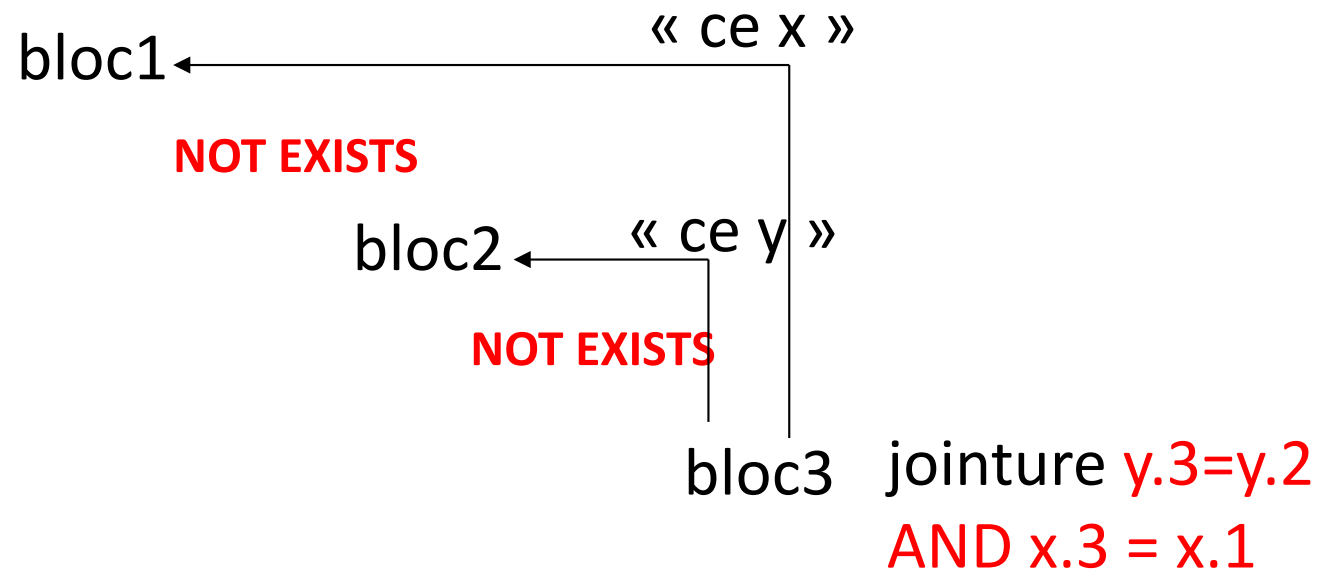 « ce x »
bloc1
NOT EXISTS
« ce y »
bloc2
NOT EXISTS
bloc3
jointure y.3=y.2
AND x.3 = x.1